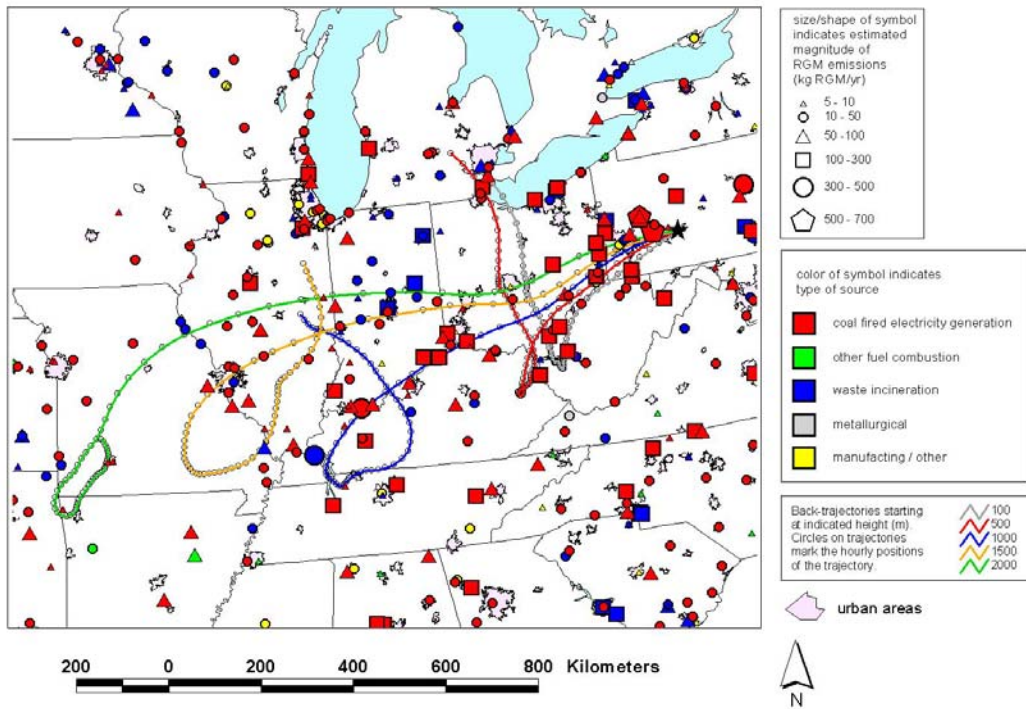 size/shape of symbol
indicates estimated
magnitude of
RGM emissions
(kg RGM/yr)
5 - 10
10 - 50
50 -100
100 -300
300 - 500
500 - 700
color of symbol indicates
type of source
coal fired electricity generation
other fuel combustion
waste incineration
metallurgical
manufacting / other
Back-trajectories starting
at indicated height (m).
Circles on trajectories
mark the hourly positions
of the trajectory.
100
500
1000
1500
2000
urban areas
200 0 200 400 600 800 Kilometers
N